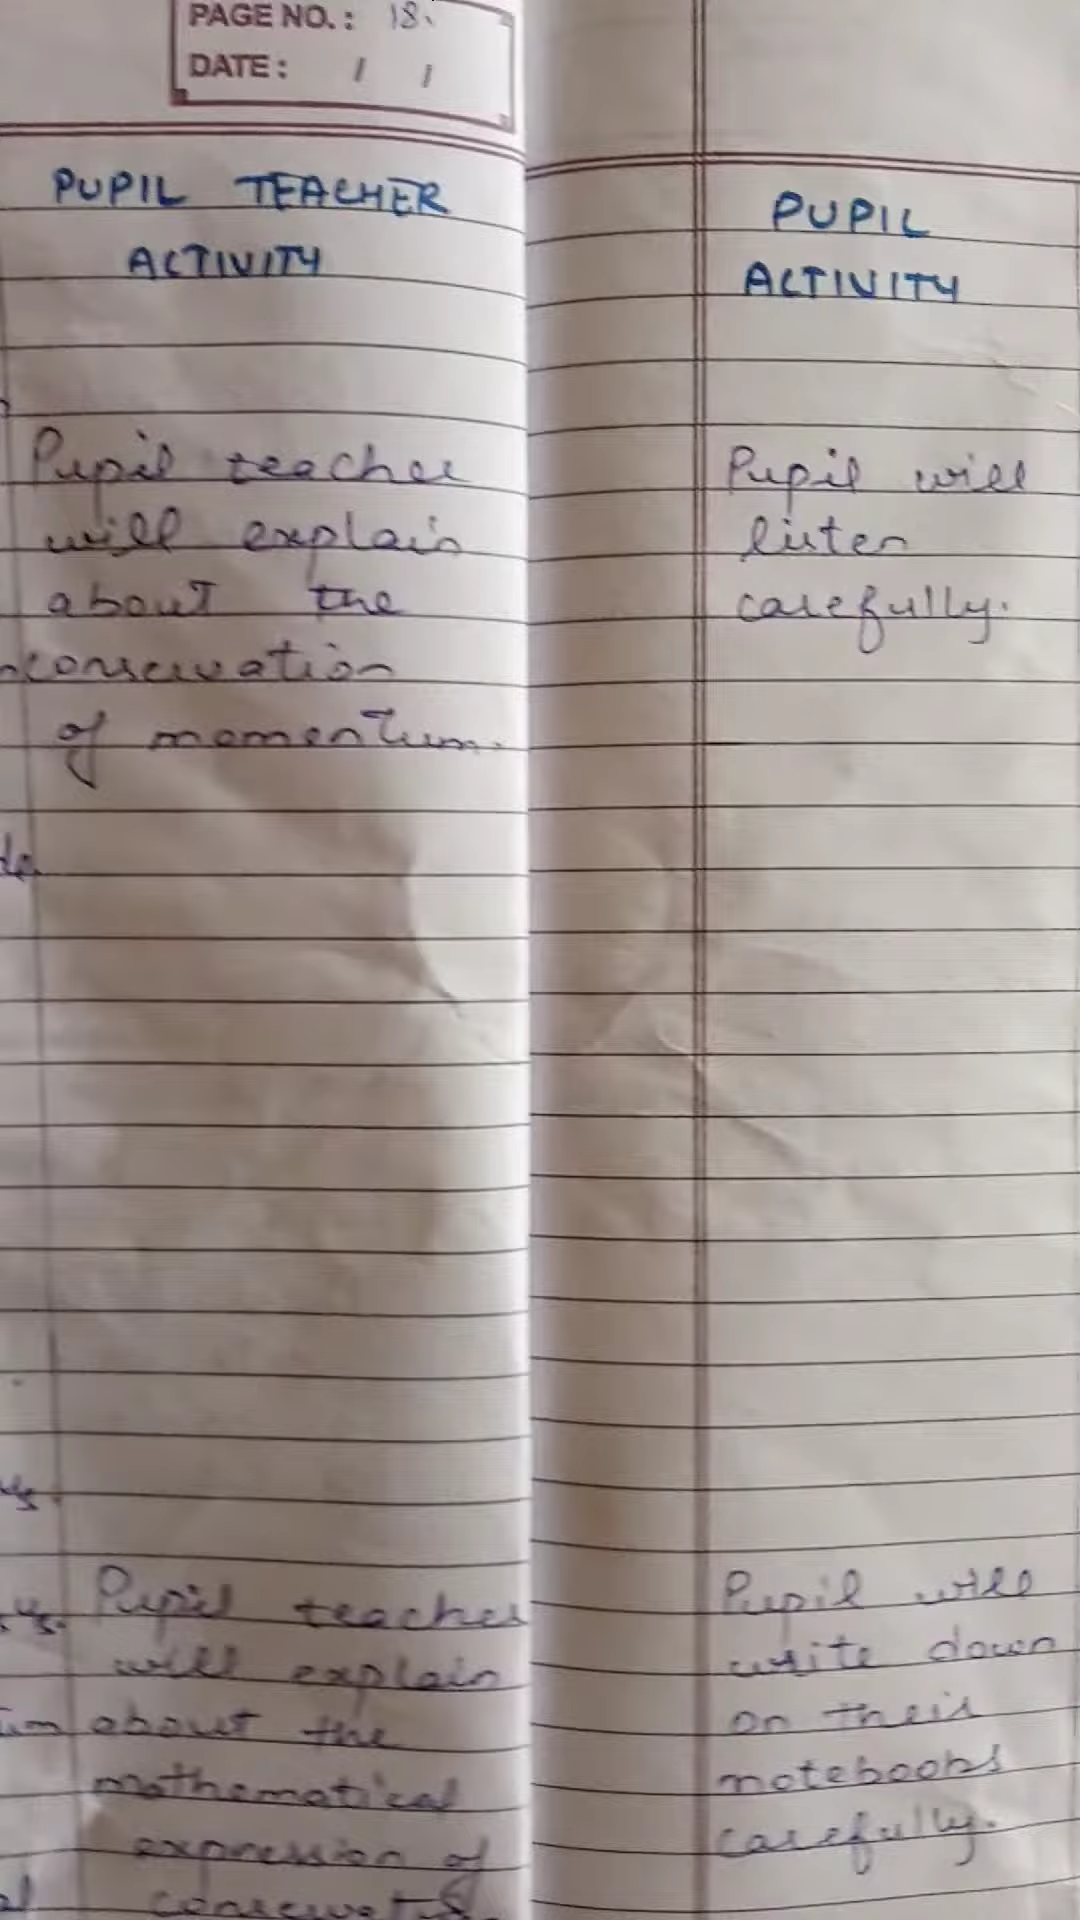 PAGE NO.: 18.
DATE: / /
PUPIL TEACHER
ACTIVITY
Pupil teacher
will explain
about the
conservation
of momentum.
Pupil teacher
will explain
about the
mathematical
expression of
PUPIL
ACTIVITY
Pupil will
listen
carefully.
Pupil will
write down
on their
notebooks
carefully.